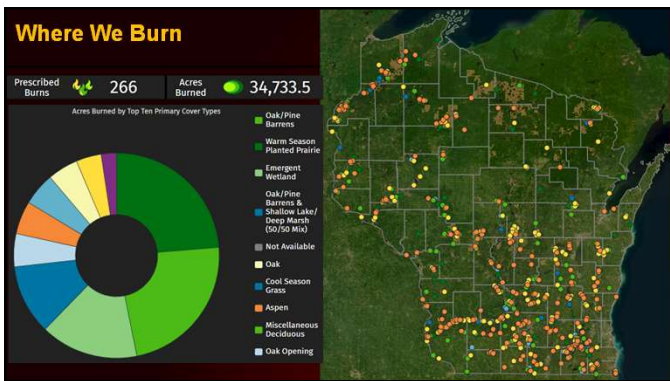 Where We Burn
Prescribed
Burns
266
Acres
Burned
34,733.5
Acres Burned by Top Ten Primary Cover Types
Oak/Pine
Barrens
Warm Season
Planted Prairie
Emergent
Wetland
Oak/Pine
Barrens &
Shallow Lake/
Deep Marsh
(50/50 Mix)
Not Available
Oak
Cool Season
Grass
Aspen
Miscellaneous
Deciduous
Oak Opening